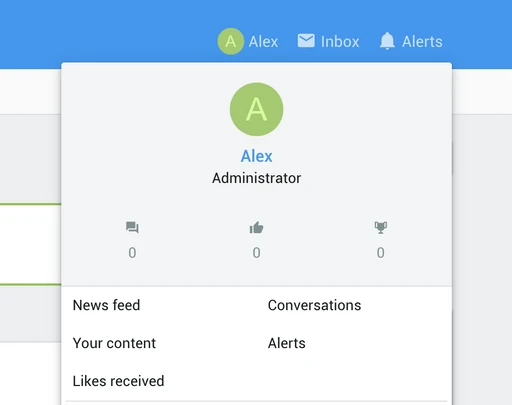 A Alex Inbox Alerts
A
Alex
Administrator
0 0 0
News feed Conversations
Your content Alerts
Likes received